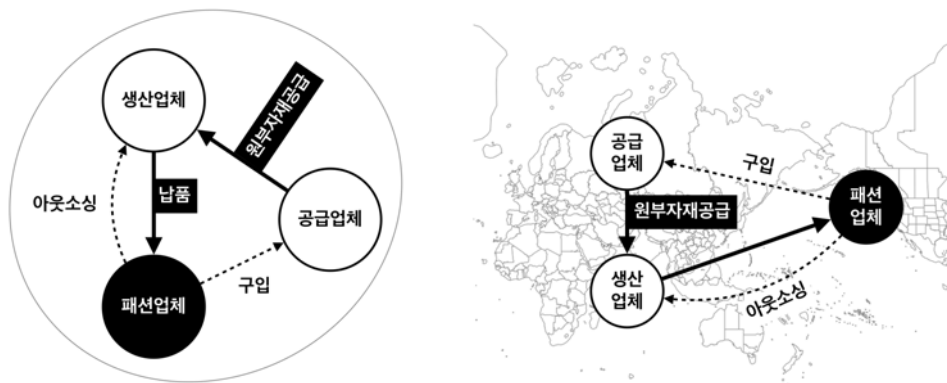 생산업체
원부자재공급
아웃소싱
납품
공급업체
구입
패션업체
공급
업체
구입
패션
업체
원부자재공급
생산
업체
아웃소싱